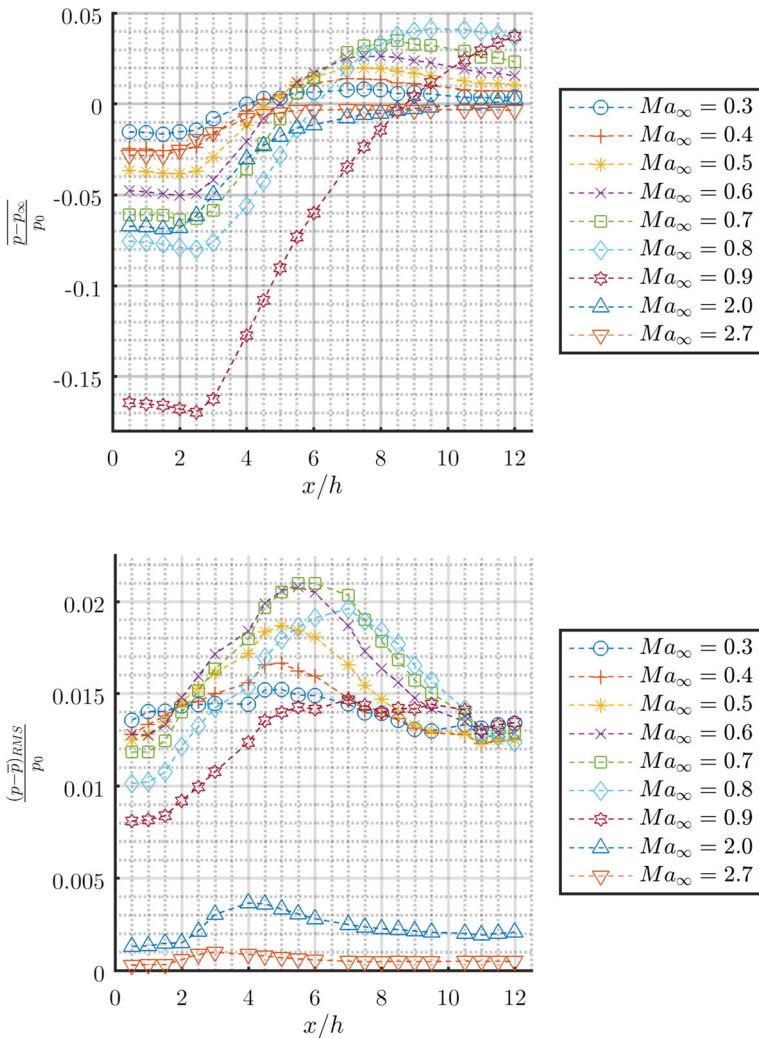 0.05
0
-0.05
-0.1
-0.15
0 2 4 6 8 10 12
x/h
p−p∞
p0
Ma∞ = 0.3
Ma∞ = 0.4
Ma∞ = 0.5
Ma∞ = 0.6
Ma∞ = 0.7
Ma∞ = 0.8
Ma∞ = 0.9
Ma∞ = 2.0
Ma∞ = 2.7
0.02
0.015
0.01
0.005
0
0 2 4 6 8 10 12
x/h
(p−p̅)RMS
p0
Ma∞ = 0.3
Ma∞ = 0.4
Ma∞ = 0.5
Ma∞ = 0.6
Ma∞ = 0.7
Ma∞ = 0.8
Ma∞ = 0.9
Ma∞ = 2.0
Ma∞ = 2.7